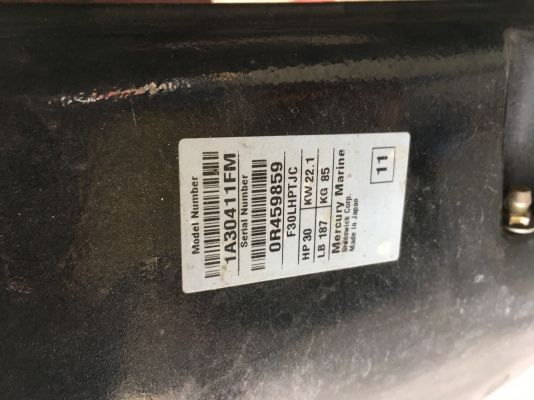 Model Number
1A30411FM
Serial Number
0R459859
F30LHPTJC
HP 30 KW 22.1
LB 187 KG 85
Mercury Marine
Brunswick Corp.
Made in Japan
11